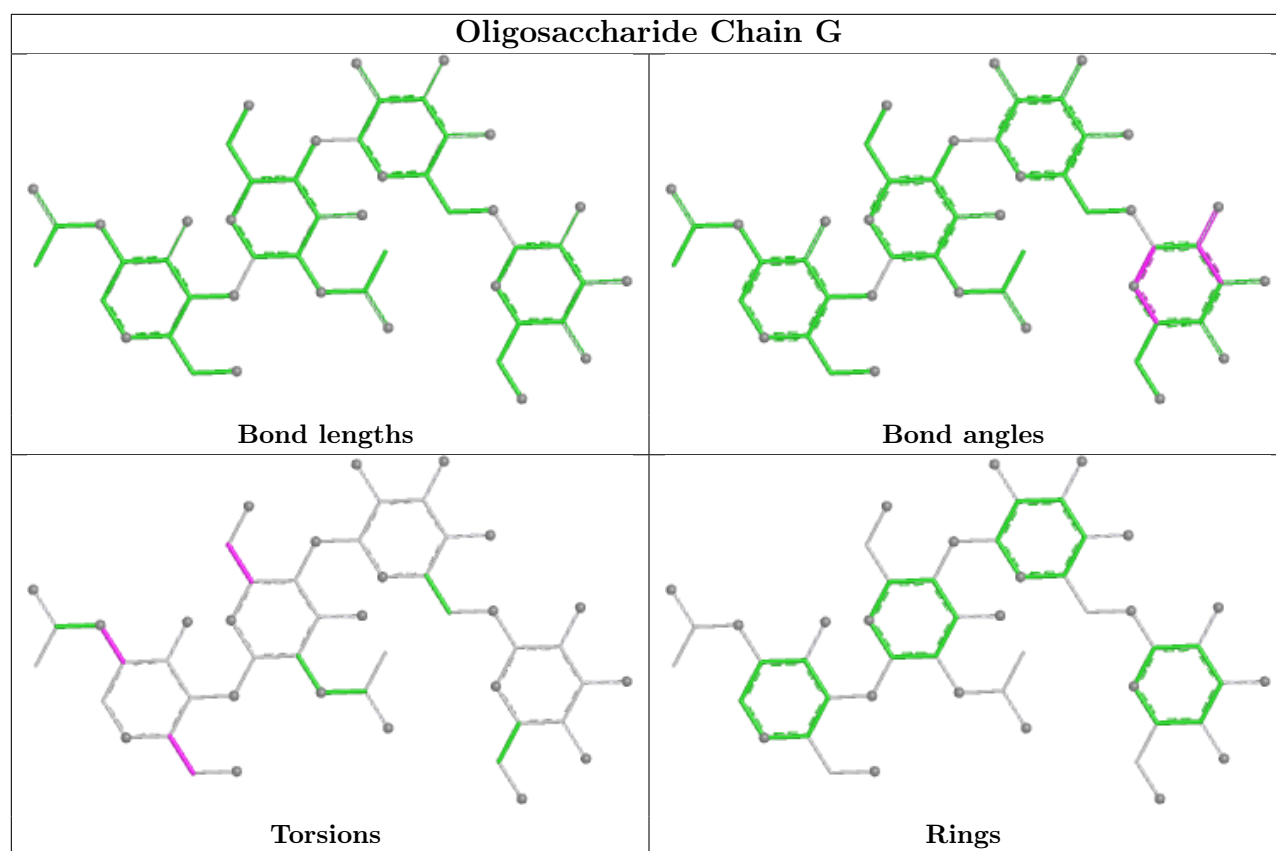 Oligosaccharide Chain G
Bond lengths
Bond angles
Torsions
Rings